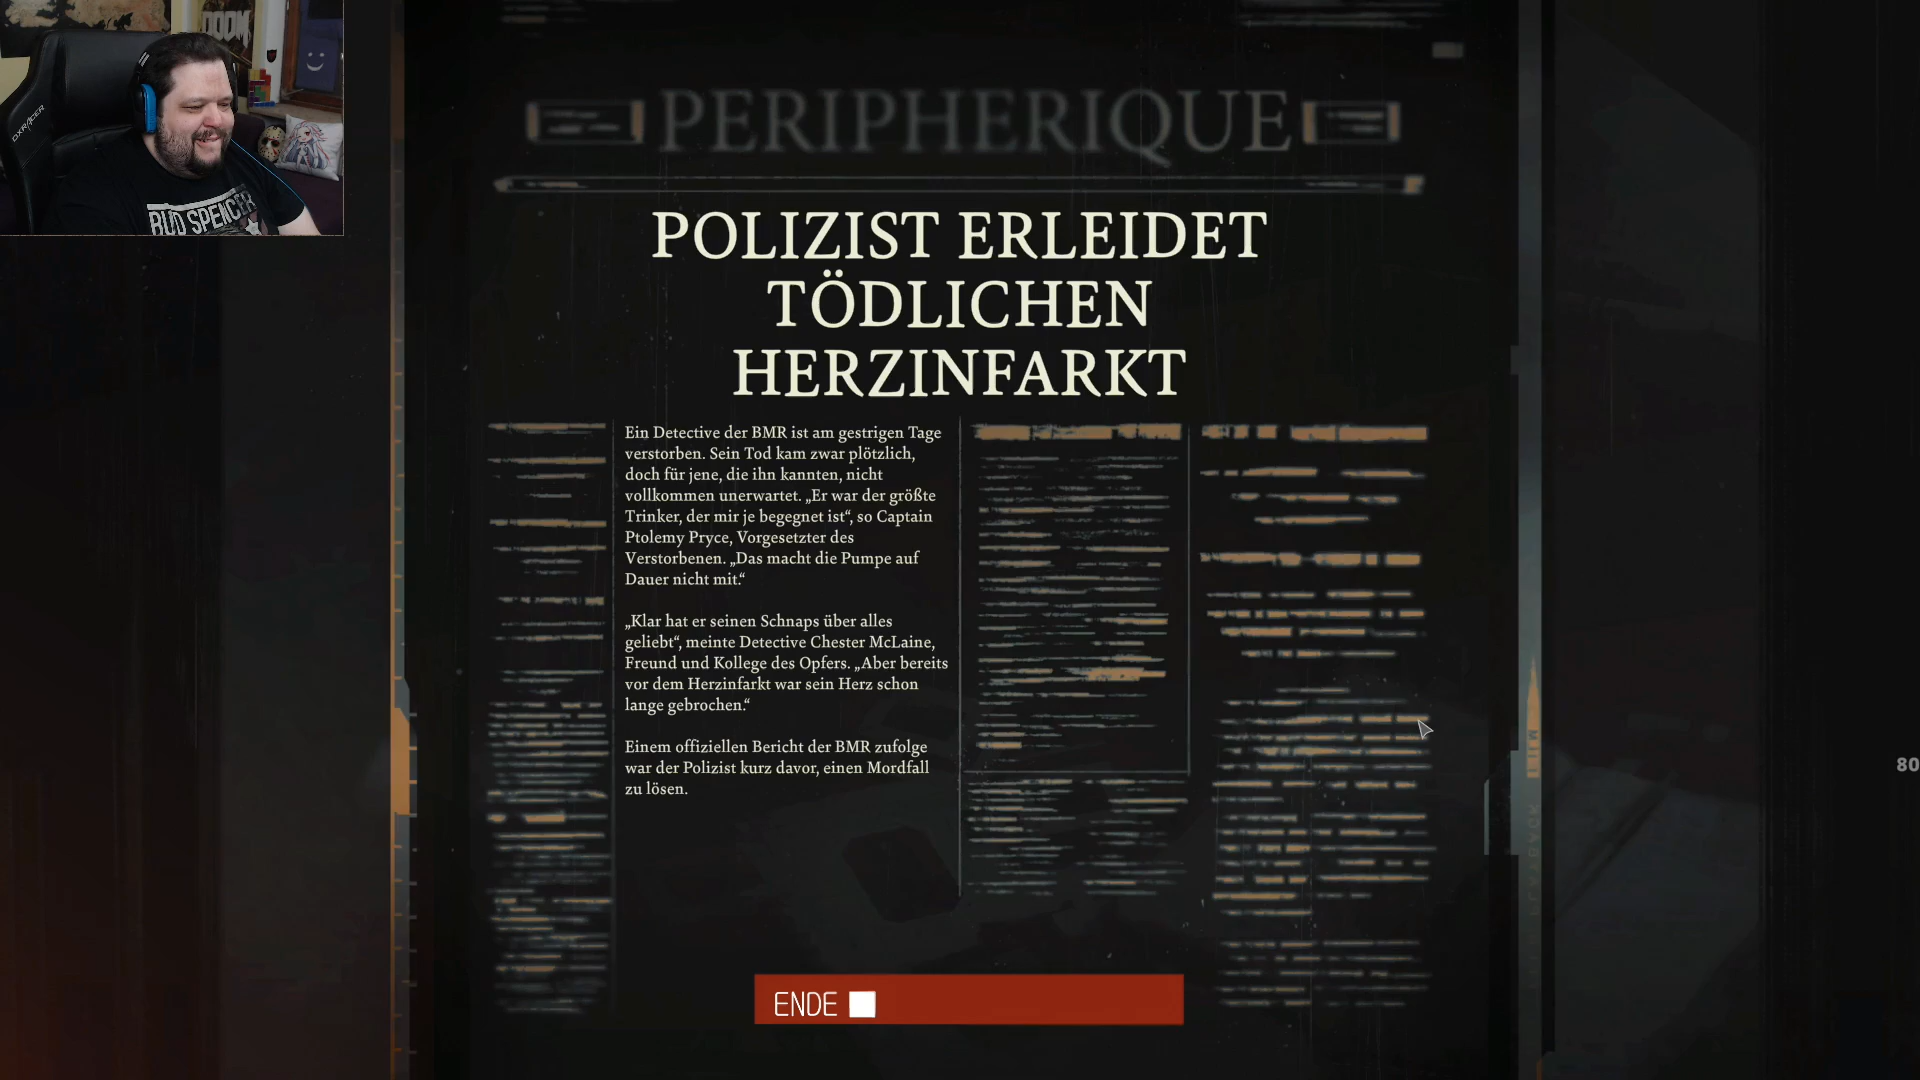 DOOM
DXRACER
BUD SPENCER
PERIPHERIQUE
POLIZIST ERLEIDET
TÖDLICHEN
HERZINFARKT
Ein Detective der BMR ist am gestrigen Tage
verstorben. Sein Tod kam zwar plötzlich,
doch für jene, die ihn kannten, nicht
vollkommen unerwartet. „Er war der größte
Trinker, der mir je begegnet ist“, so Captain
Ptolemy Pryce, Vorgesetzter des
Verstorbenen. „Das macht die Pumpe auf
Dauer nicht mit.“
„Klar hat er seinen Schnaps über alles
geliebt“, meinte Detective Chester McLaine,
Freund und Kollege des Opfers. „Aber bereits
vor dem Herzinfarkt war sein Herz schon
lange gebrochen.“
Einem offiziellen Bericht der BMR zufolge
war der Polizist kurz davor, einen Mordfall
zu lösen.
80
ENDE